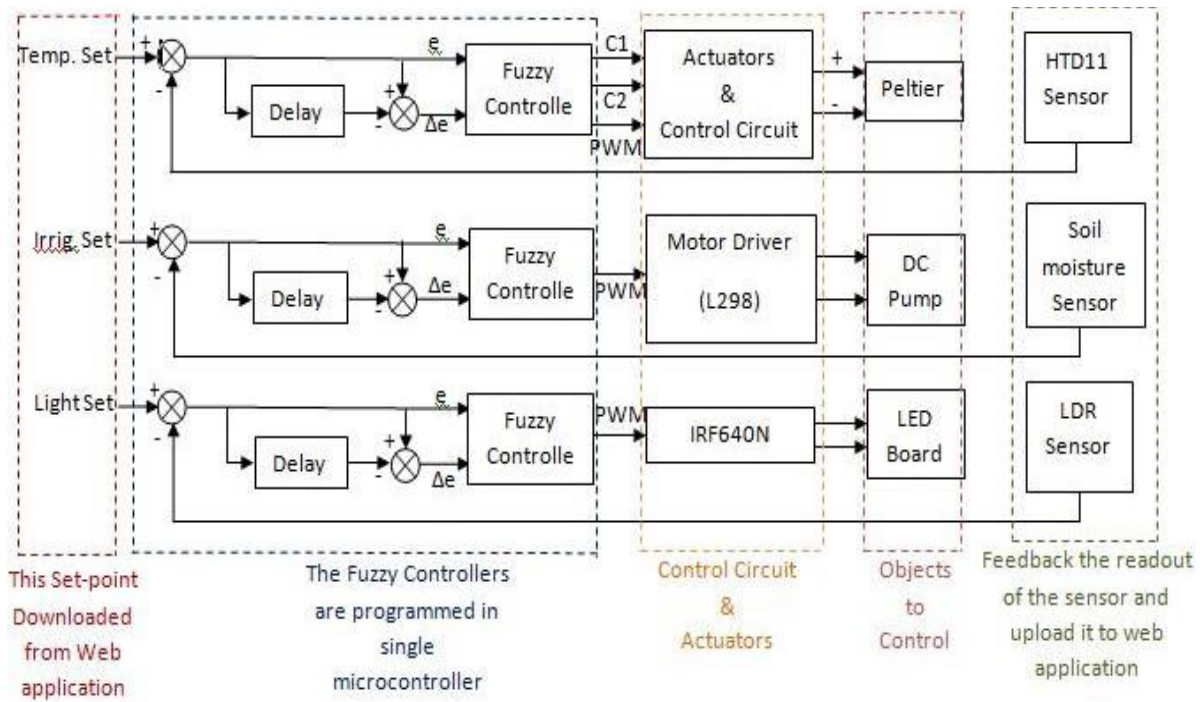 Temp. Set
+
-
e
Delay
+
-
Δe
Fuzzy
Controlle
C1
C2
PWM
Actuators
&
Control Circuit
+
-
Peltier
HTD11
Sensor
Irrig. Set
+
-
e
Delay
+
-
Δe
Fuzzy
Controlle
PWM
Motor Driver
(L298)
DC
Pump
Soil
moisture
Sensor
Light Set
+
-
e
Delay
+
-
Δe
Fuzzy
Controlle
PWM
IRF640N
LED
Board
LDR
Sensor
This Set-point
Downloaded
from Web
application
The Fuzzy Controllers
are programmed in
single
microcontroller
Control Circuit
&
Actuators
Objects
to
Control
Feedback the readout
of the sensor and
upload it to web
application